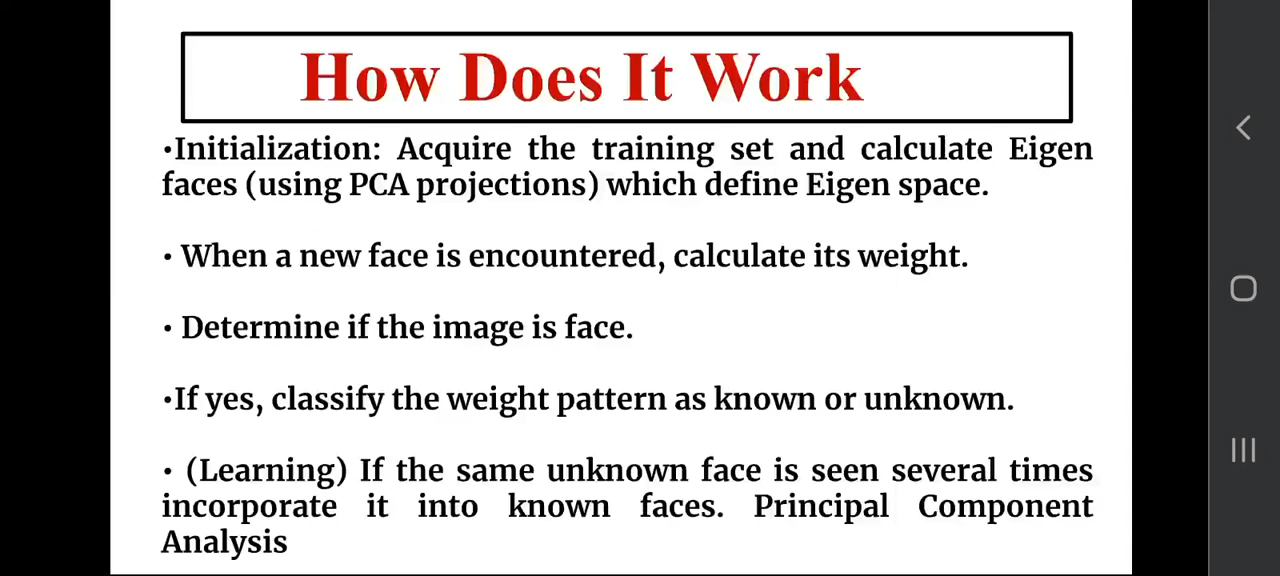 How Does It Work
•Initialization: Acquire the training set and calculate Eigen
faces (using PCA projections) which define Eigen space.
• When a new face is encountered, calculate its weight.
• Determine if the image is face.
•If yes, classify the weight pattern as known or unknown.
• (Learning) If the same unknown face is seen several times
incorporate it into known faces. Principal Component
Analysis